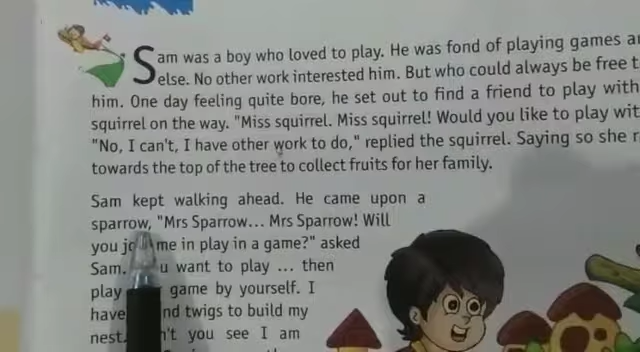 Sam was a boy who loved to play. He was fond of playing games
else. No other work interested him. But who could always be free
him. One day feeling quite bore, he set out to find a friend to play with
squirrel on the way. "Miss squirrel. Miss squirrel! Would you like to play
"No, I can't, I have other work to do," replied the squirrel. Saying so she
towards the top of the tree to collect fruits for her family.
Sam kept walking ahead. He came upon a
sparrow, "Mrs Sparrow... Mrs Sparrow! Will
you me in play in a game?" asked
Sam. want to play ... then
play game by yourself. I
have twigs to build my
nest. you see I am